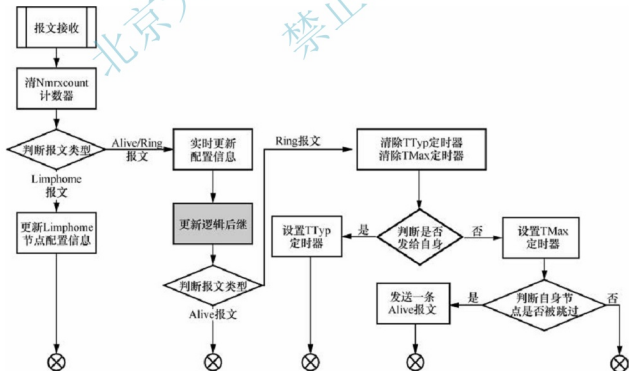 北京
禁止
报文接收
清Nmrxcount
计数器
判断报文类型
Alive/Ring
报文
Limphome
报文
更新Limphome
节点配置信息
实时更新
配置信息
更新逻辑后继
判断报文类型
Alive报文
Ring报文
清除TTyp定时器
清除TMax定时器
判断是否
发给自身
是
否
设置TTyp
定时器
设置TMax
定时器
判断自身节
点是否被跳过
是
否
发送一条
Alive报文